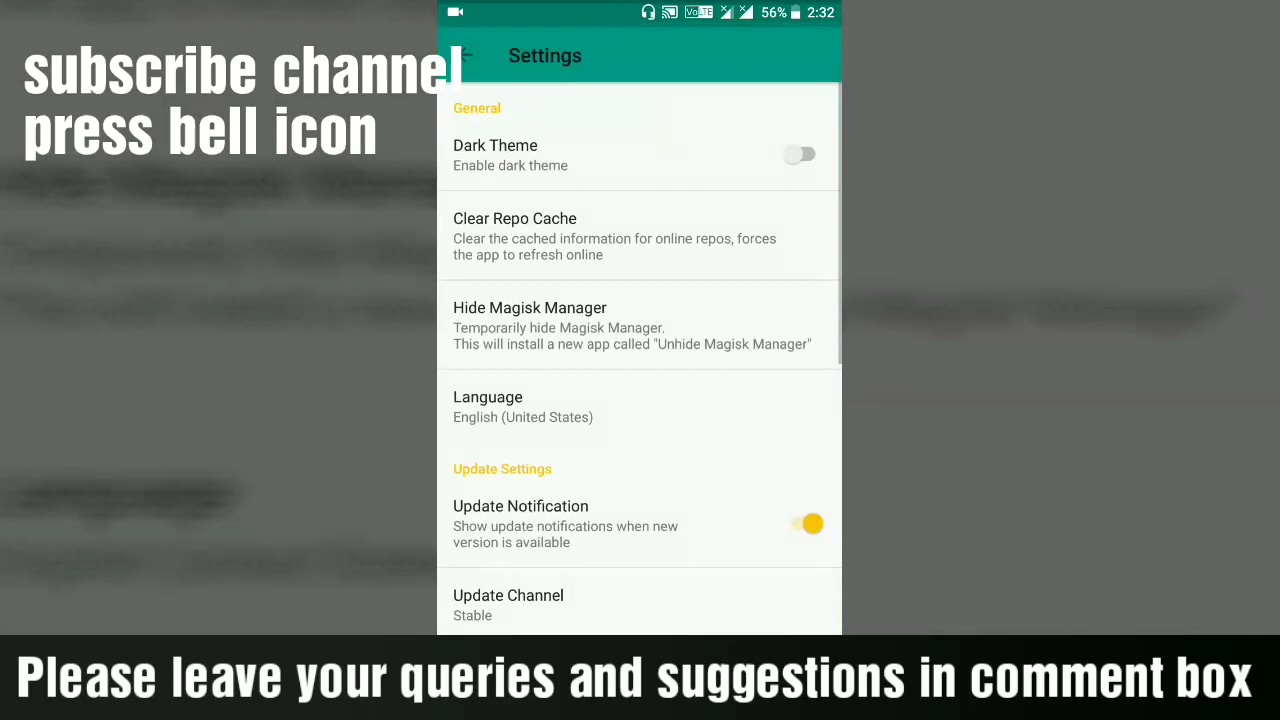 VoLTE 56% 2:32
subscribe channel
press bell icon
Settings
General
Dark Theme
Enable dark theme
Clear Repo Cache
Clear the cached information for online repos, forces
the app to refresh online
Hide Magisk Manager
Temporarily hide Magisk Manager.
This will install a new app called "Unhide Magisk Manager"
Language
English (United States)
Update Settings
Update Notification
Show update notifications when new
version is available
Update Channel
Stable
Please leave your queries and suggestions in comment box